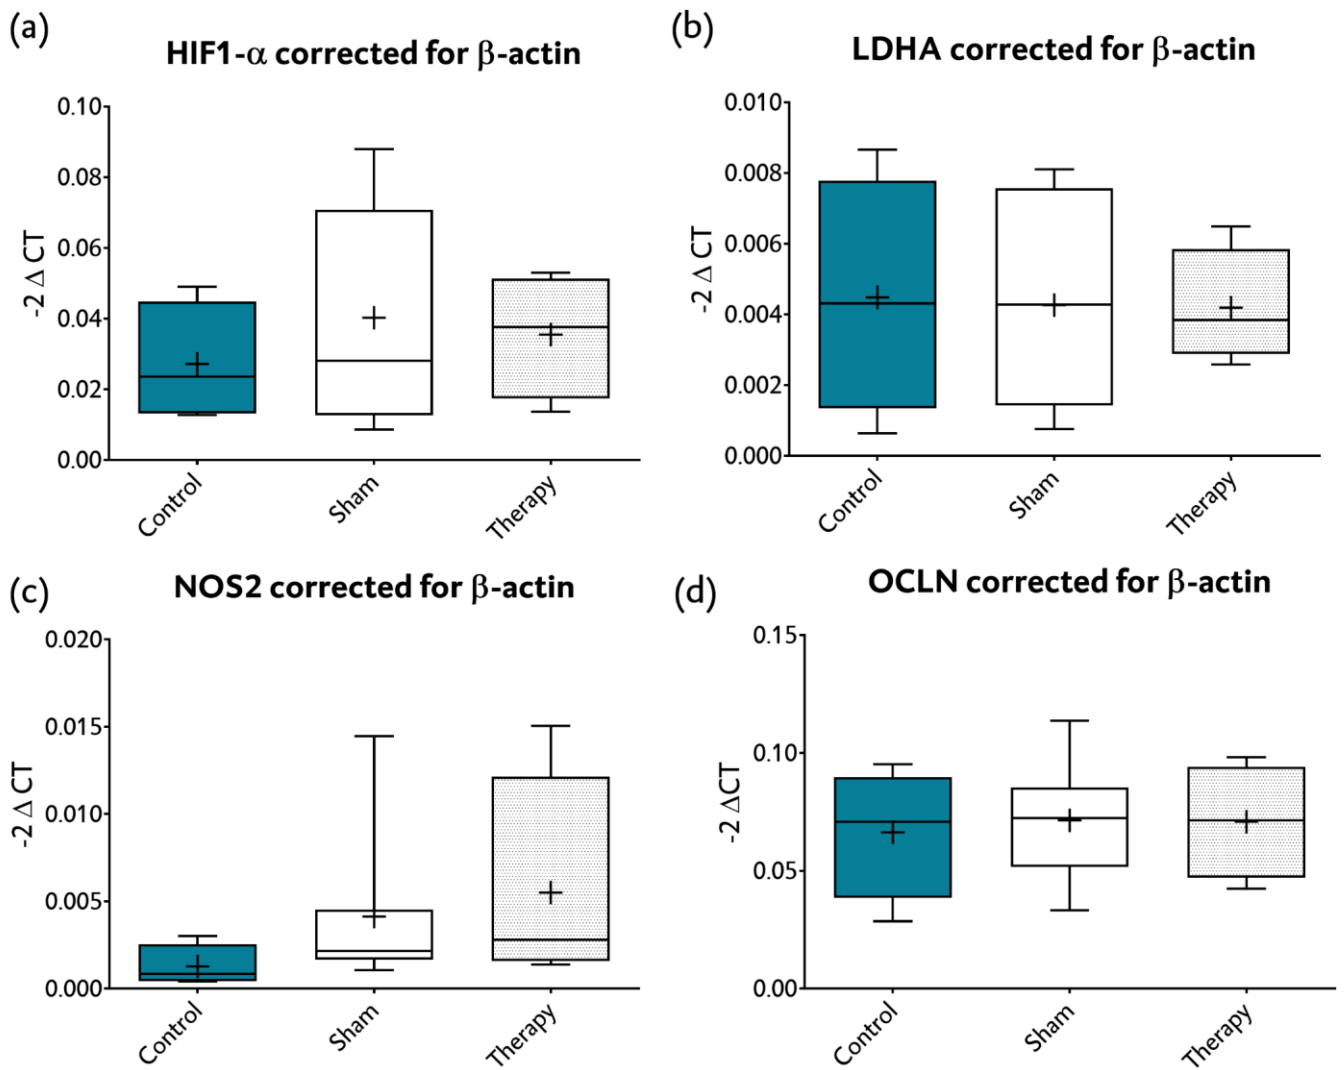 (a)
HIF1-α corrected for β-actin
0.10
0.08
0.06
0.04
0.02
0.00
-2 Δ CT
Control
Sham
Therapy
(b)
LDHA corrected for β-actin
0.010
0.008
0.006
0.004
0.002
0.000
-2 Δ CT
Control
Sham
Therapy
(c)
NOS2 corrected for β-actin
0.020
0.015
0.010
0.005
0.000
-2 Δ CT
Control
Sham
Therapy
(d)
OCLN corrected for β-actin
0.15
0.10
0.05
0.00
-2 ΔCT
Control
Sham
Therapy